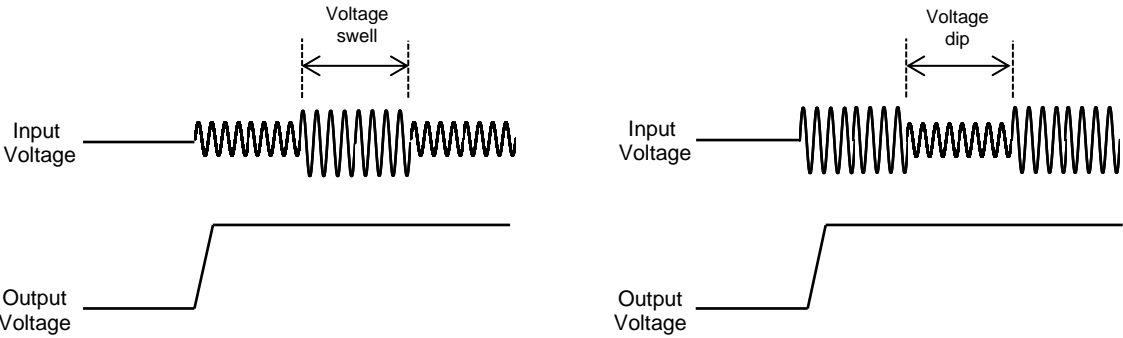 Voltage
swell
Input
Voltage
Output
Voltage
Voltage
dip
Input
Voltage
Output
Voltage